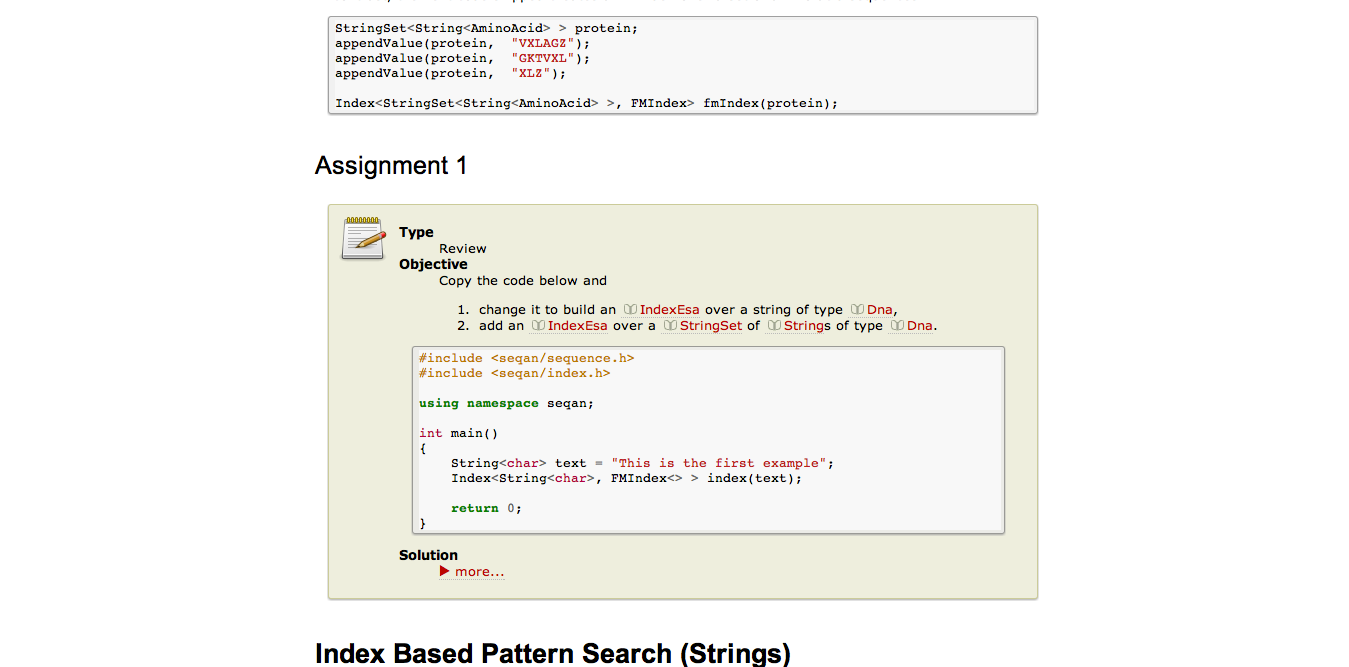 StringSet<String<AminoAcid> > protein;
appendValue(protein,  "VXLAGZ");
appendValue(protein,  "GKTVXL");
appendValue(protein,  "XLZ");
Index<StringSet<String<AminoAcid> >, FMIndex> fmIndex(protein);
Assignment 1
Type
Review
Objective
Copy the code below and
1. change it to build an IndexEsa over a string of type Dna,
2. add an IndexEsa over a StringSet of Strings of type Dna.
#include <seqan/sequence.h>
#include <seqan/index.h>
using namespace seqan;
int main()
{
    String<char> text = "This is the first example";
    Index<String<char>, FMIndex<> > index(text);
    return 0;
}
Solution
more...
Index Based Pattern Search (Strings)